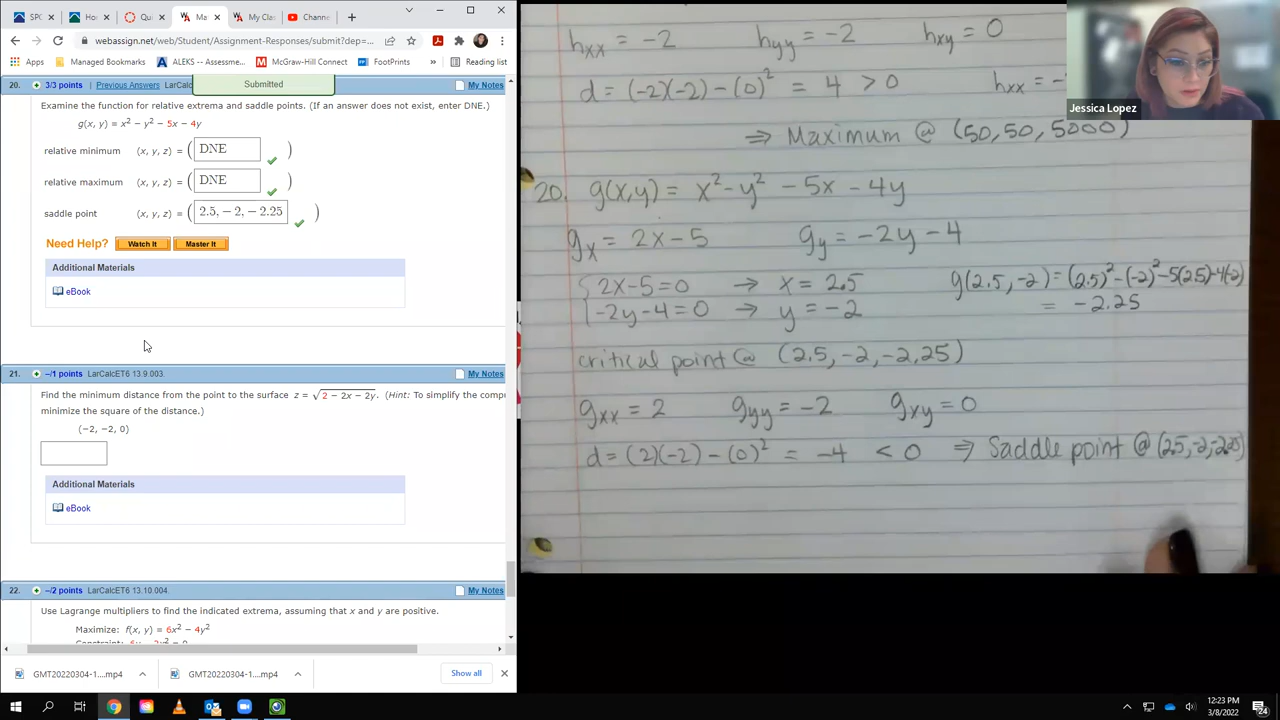 SPC
Ho
Qui
Ma
My Cla
Channe
webassign.net/web/Student/Assignment-Responses/submit?dep=...
Apps
Managed Bookmarks
ALEKS -- Assessme...
McGraw-Hill Connect
FootPrints
»
Reading list
20.
3/3 points
Previous Answers
LarCalc
Submitted
My Notes
Examine the function for relative extrema and saddle points. (If an answer does not exist, enter DNE.)
g(x, y) = x² − y² − 5x − 4y
relative minimum (x, y, z) = ( DNE )
relative maximum (x, y, z) = ( DNE )
saddle point (x, y, z) = ( 2.5, − 2, − 2.25 )
Need Help? Watch It Master It
Additional Materials
eBook
21.
–/1 points
LarCalcET6 13.9.003.
My Notes
Find the minimum distance from the point to the surface z = √2 − 2x − 2y. (Hint: To simplify the comp
minimize the square of the distance.)
(−2, −2, 0)
Additional Materials
eBook
22.
–/2 points
LarCalcET6 13.10.004.
My Notes
Use Lagrange multipliers to find the indicated extrema, assuming that x and y are positive.
Maximize: f(x, y) = 6x² − 4y²
GMT20220304-1....mp4
GMT20220304-1....mp4
Show all
12:23 PM
3/8/2022
24
Jessica Lopez
hxx = -2 hyy = -2 hxy = 0
d = (-2)(-2) - (0)² = 4 > 0 hxx = -
⇒ Maximum @ (50, 50, 5000)
20. g(x,y) = x² - y² - 5x - 4y
gx = 2x - 5 gy = -2y - 4
2x-5=0 → x = 2.5 g(2.5, -2) = (2.5)² - (-2)² - 5(2.5) - 4(-2)
-2y-4=0 → y = -2 = -2.25
critical point @ (2.5, -2, -2.25)
gxx = 2 gyy = -2 gxy = 0
d = (2)(-2) - (0)² = -4 < 0 ⇒ Saddle point @ (2.5, -2, -2.25)